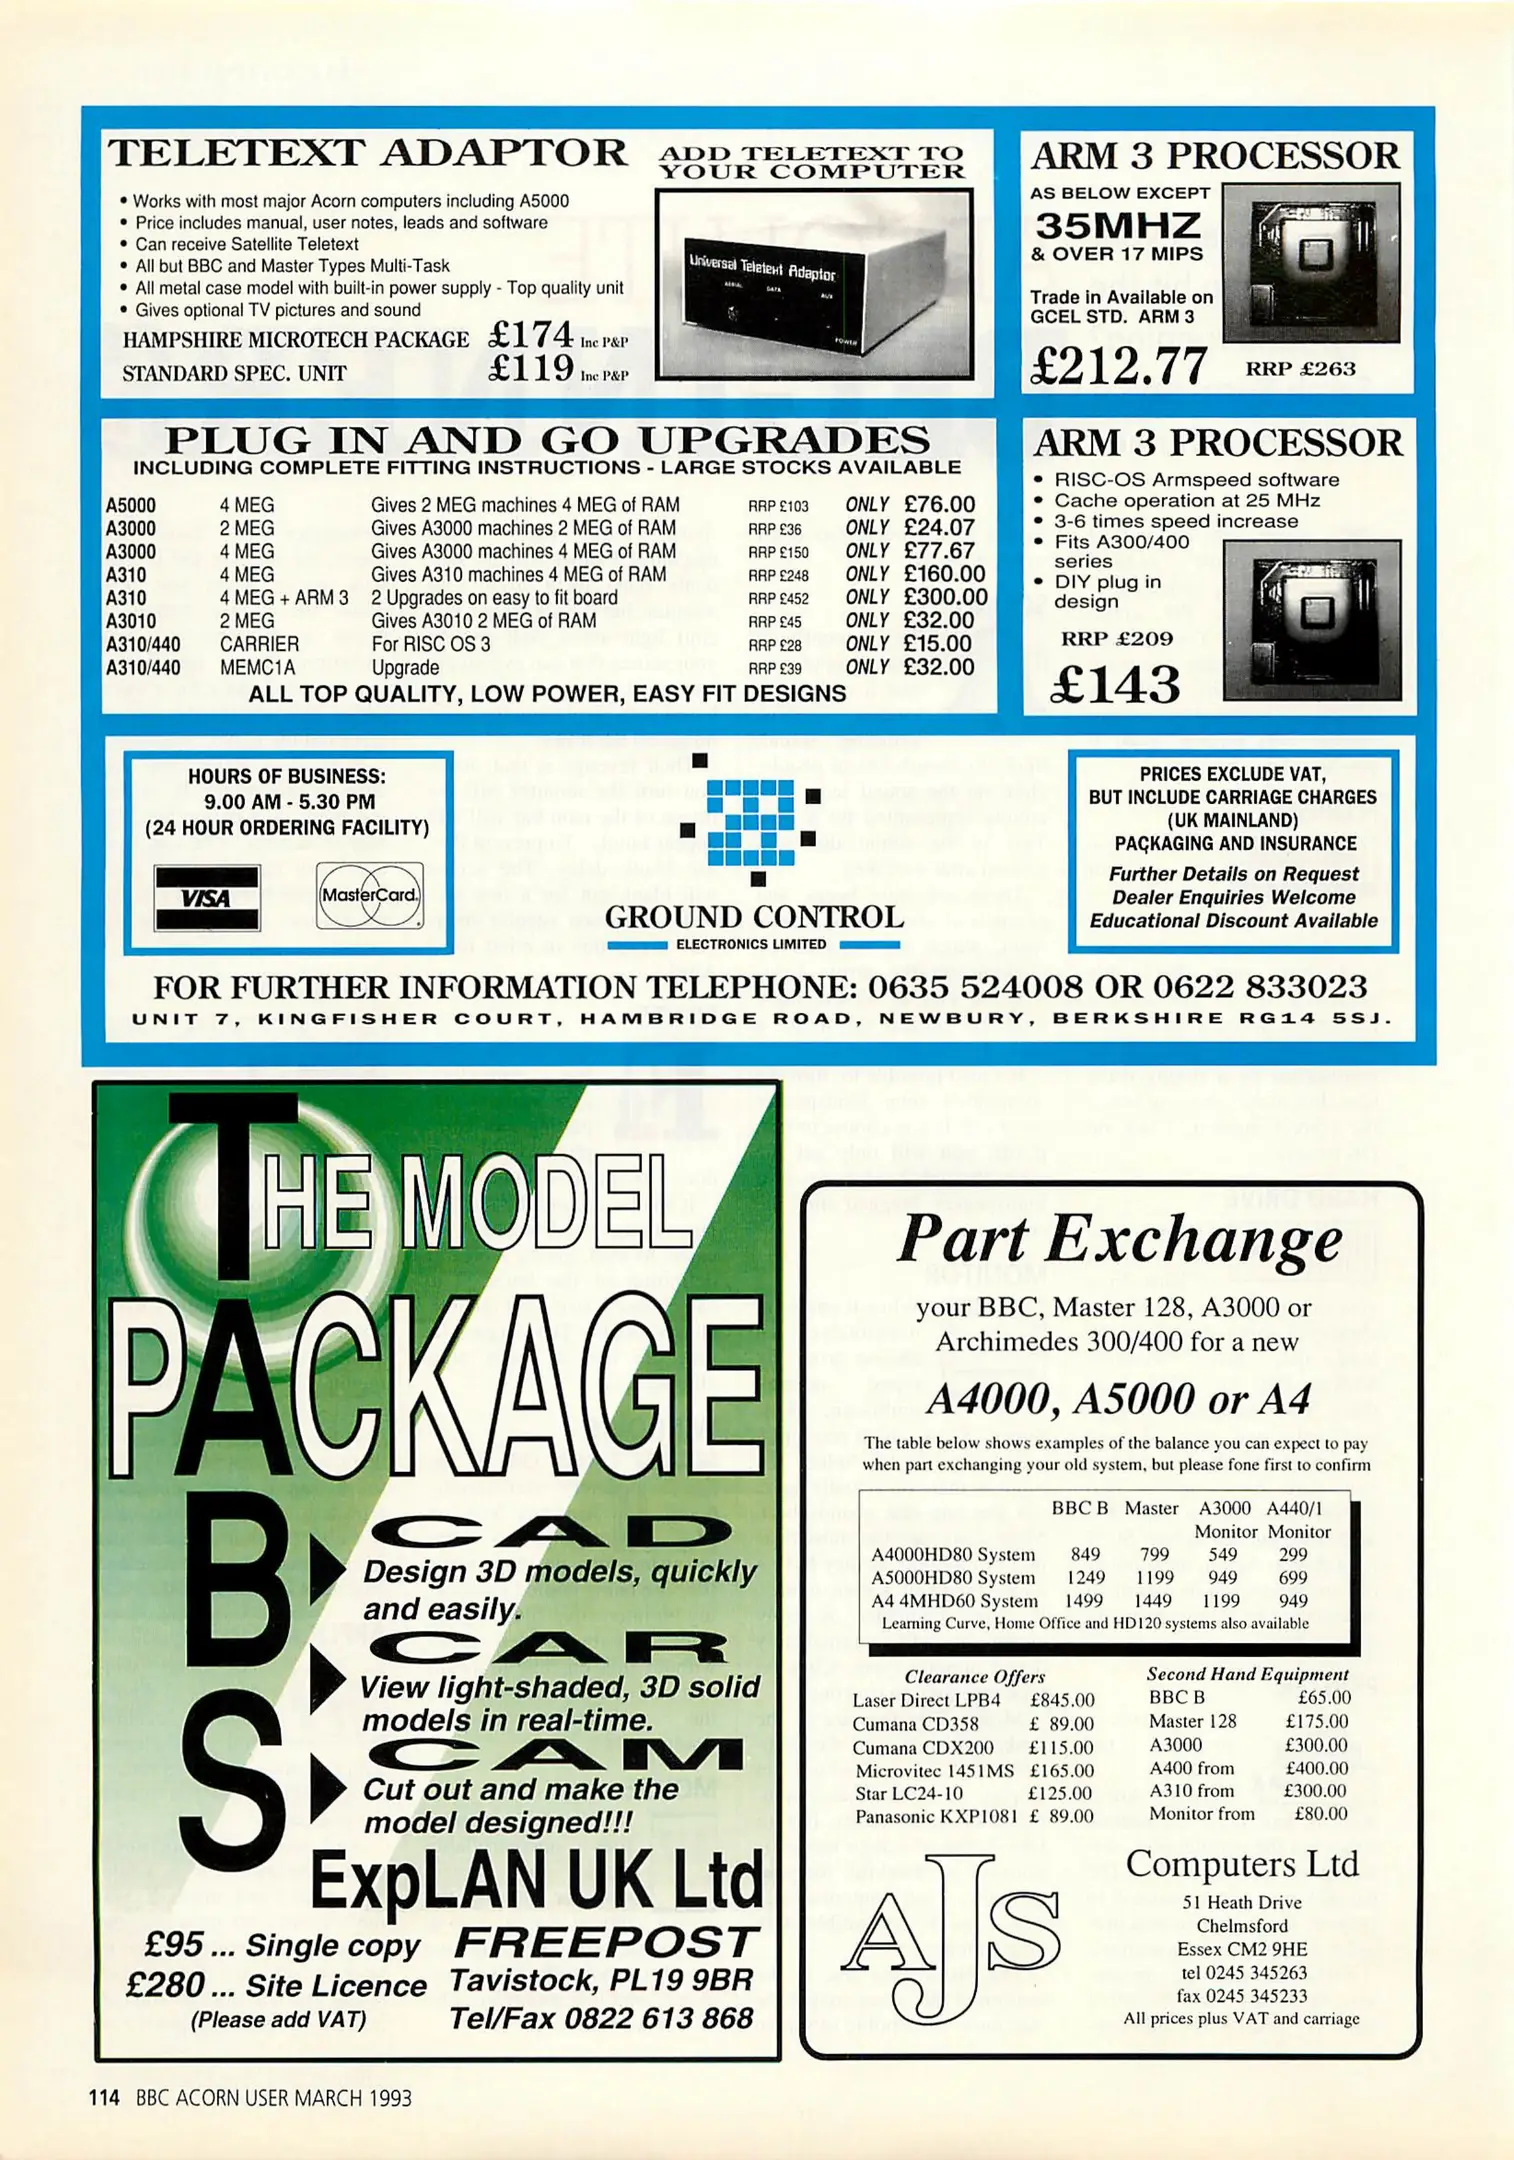 TELETEXT ADAPTOR
• Works with most major Acorn computers including A5000
• Price includes manual, user notes, leads and software
• Can receive Satellite Teletext
• All but BBC and Master Types Multi-Task
• All metal case model with built-in power supply - Top quality unit
• Gives optional TV pictures and sound
HAMPSHIRE MICROTECH PACKAGE £174 Inc P&P
STANDARD SPEC. UNIT £119 Inc P&P
ADD TELETEXT TO
YOUR COMPUTER
Universal Teletext Adaptor
AERIAL DATA AUX
POWER
ARM 3 PROCESSOR
AS BELOW EXCEPT
35MHZ
& OVER 17 MIPS
Trade in Available on
GCEL STD. ARM 3
£212.77 RRP £263
PLUG IN AND GO UPGRADES
INCLUDING COMPLETE FITTING INSTRUCTIONS - LARGE STOCKS AVAILABLE
A5000 4 MEG Gives 2 MEG machines 4 MEG of RAM RRP £103 ONLY £76.00
A3000 2 MEG Gives A3000 machines 2 MEG of RAM RRP £36 ONLY £24.07
A3000 4 MEG Gives A3000 machines 4 MEG of RAM RRP £150 ONLY £77.67
A310 4 MEG Gives A310 machines 4 MEG of RAM RRP £248 ONLY £160.00
A310 4 MEG + ARM 3 2 Upgrades on easy to fit board RRP £452 ONLY £300.00
A3010 2 MEG Gives A3010 2 MEG of RAM RRP £45 ONLY £32.00
A310/440 CARRIER For RISC OS 3 RRP £28 ONLY £15.00
A310/440 MEMC1A Upgrade RRP £39 ONLY £32.00
ALL TOP QUALITY, LOW POWER, EASY FIT DESIGNS
ARM 3 PROCESSOR
• RISC-OS Armspeed software
• Cache operation at 25 MHz
• 3-6 times speed increase
• Fits A300/400
series
• DIY plug in
design
RRP £209
£143
HOURS OF BUSINESS:
9.00 AM - 5.30 PM
(24 HOUR ORDERING FACILITY)
VISA MasterCard
GROUND CONTROL
ELECTRONICS LIMITED
PRICES EXCLUDE VAT,
BUT INCLUDE CARRIAGE CHARGES
(UK MAINLAND)
PACKAGING AND INSURANCE
Further Details on Request
Dealer Enquiries Welcome
Educational Discount Available
FOR FURTHER INFORMATION TELEPHONE: 0635 524008 OR 0622 833023
UNIT 7, KINGFISHER COURT, HAMBRIDGE ROAD, NEWBURY, BERKSHIRE RG14 5SJ.
THE MODEL
PACKAGE
TABS
CAD
Design 3D models, quickly
and easily.
CAR
View light-shaded, 3D solid
models in real-time.
CAM
Cut out and make the
model designed!!!
ExpLAN UK Ltd
£95 ... Single copy
£280 ... Site Licence
(Please add VAT)
FREEPOST
Tavistock, PL19 9BR
Tel/Fax 0822 613 868
Part Exchange
your BBC, Master 128, A3000 or
Archimedes 300/400 for a new
A4000, A5000 or A4
The table below shows examples of the balance you can expect to pay
when part exchanging your old system, but please fone first to confirm
BBC B Master A3000 A440/1
Monitor Monitor
A4000HD80 System 849 799 549 299
A5000HD80 System 1249 1199 949 699
A4 4MHD60 System 1499 1449 1199 949
Learning Curve, Home Office and HD120 systems also available
Clearance Offers
Laser Direct LPB4 £845.00
Cumana CD358 £ 89.00
Cumana CDX200 £115.00
Microvitec 1451MS £165.00
Star LC24-10 £125.00
Panasonic KXP1081 £ 89.00
Second Hand Equipment
BBC B £65.00
Master 128 £175.00
A3000 £300.00
A400 from £400.00
A310 from £300.00
Monitor from £80.00
AJS
Computers Ltd
51 Heath Drive
Chelmsford
Essex CM2 9HE
tel 0245 345263
fax 0245 345233
All prices plus VAT and carriage
114 BBC ACORN USER MARCH 1993